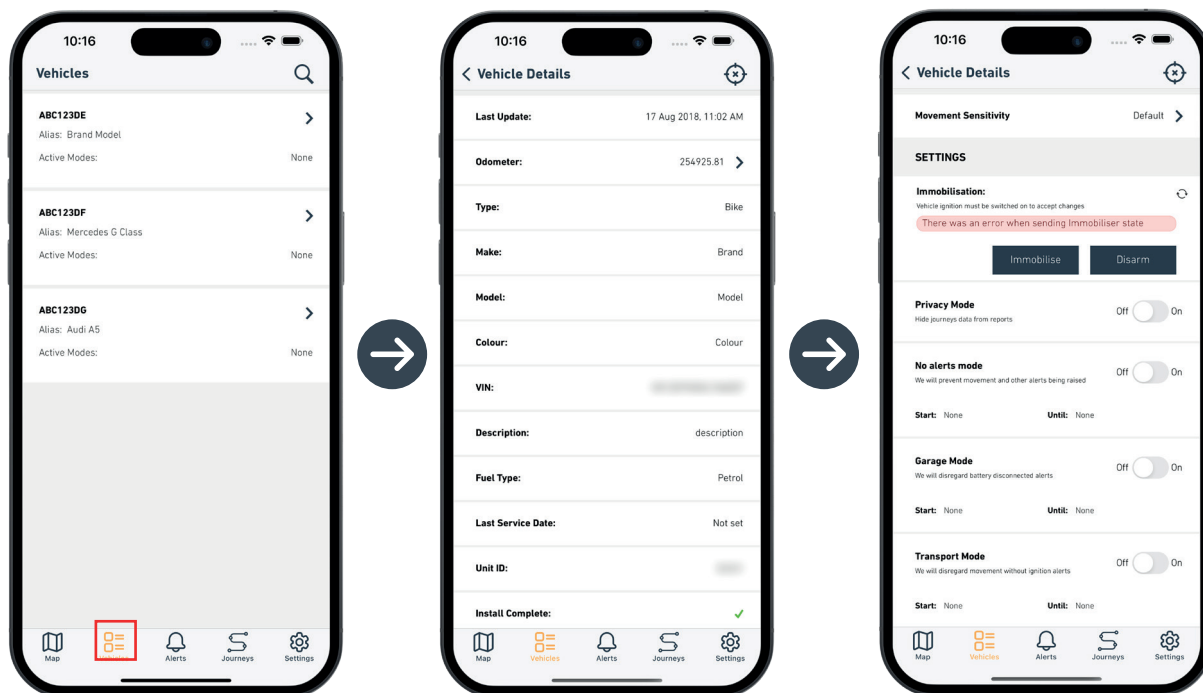 10:16
Vehicles
ABC123DE
Alias: Brand Model
Active Modes: None
ABC123DF
Alias: Mercedes G Class
Active Modes: None
ABC123DG
Alias: Audi A5
Active Modes: None
Map Vehicles Alerts Journeys Settings
10:16
Vehicle Details
Last Update: 17 Aug 2018, 11:02 AM
Odometer: 254925.81
Type: Bike
Make: Brand
Model: Model
Colour: Colour
VIN:
Description: description
Fuel Type: Petrol
Last Service Date: Not set
Unit ID:
Install Complete:
Map Vehicles Alerts Journeys Settings
10:16
Vehicle Details
Movement Sensitivity Default
SETTINGS
Immobilisation:
Vehicle ignition must be switched on to accept changes
There was an error when sending Immobiliser state
Immobilise Disarm
Privacy Mode Off On
Hide journeys data from reports
No alerts mode Off On
We will prevent movement and other alerts being raised
Start: None Until: None
Garage Mode Off On
We will disregard battery disconnected alerts
Start: None Until: None
Transport Mode Off On
We will disregard movement without ignition alerts
Start: None Until: None
Map Vehicles Alerts Journeys Settings